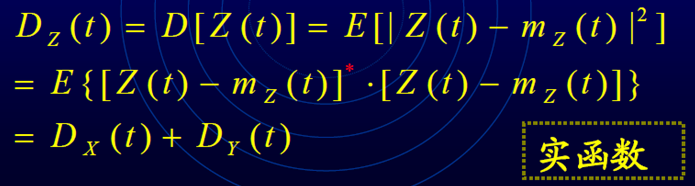 D_Z(t) = D[Z(t)] = E[| Z(t) − m_Z(t) |²]
= E{[Z(t) − m_Z(t)]* ·[Z(t) − m_Z(t)]}
= D_X(t) + D_Y(t)
实函数